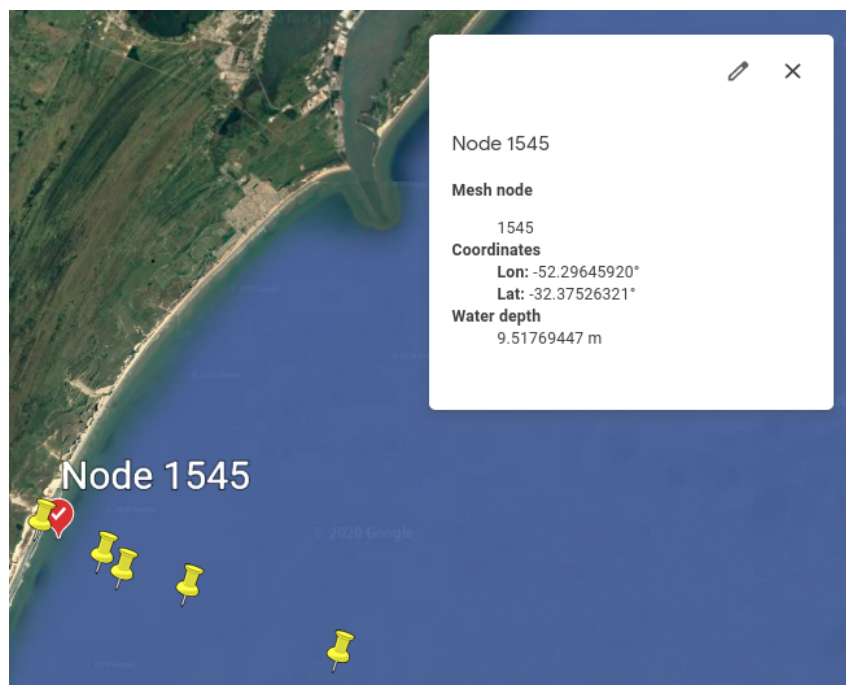 Node 1545
Mesh node
1545
Coordinates
Lon: -52.29645920°
Lat: -32.37526321°
Water depth
9.51769447 m
Node 1545
© 2020 Google